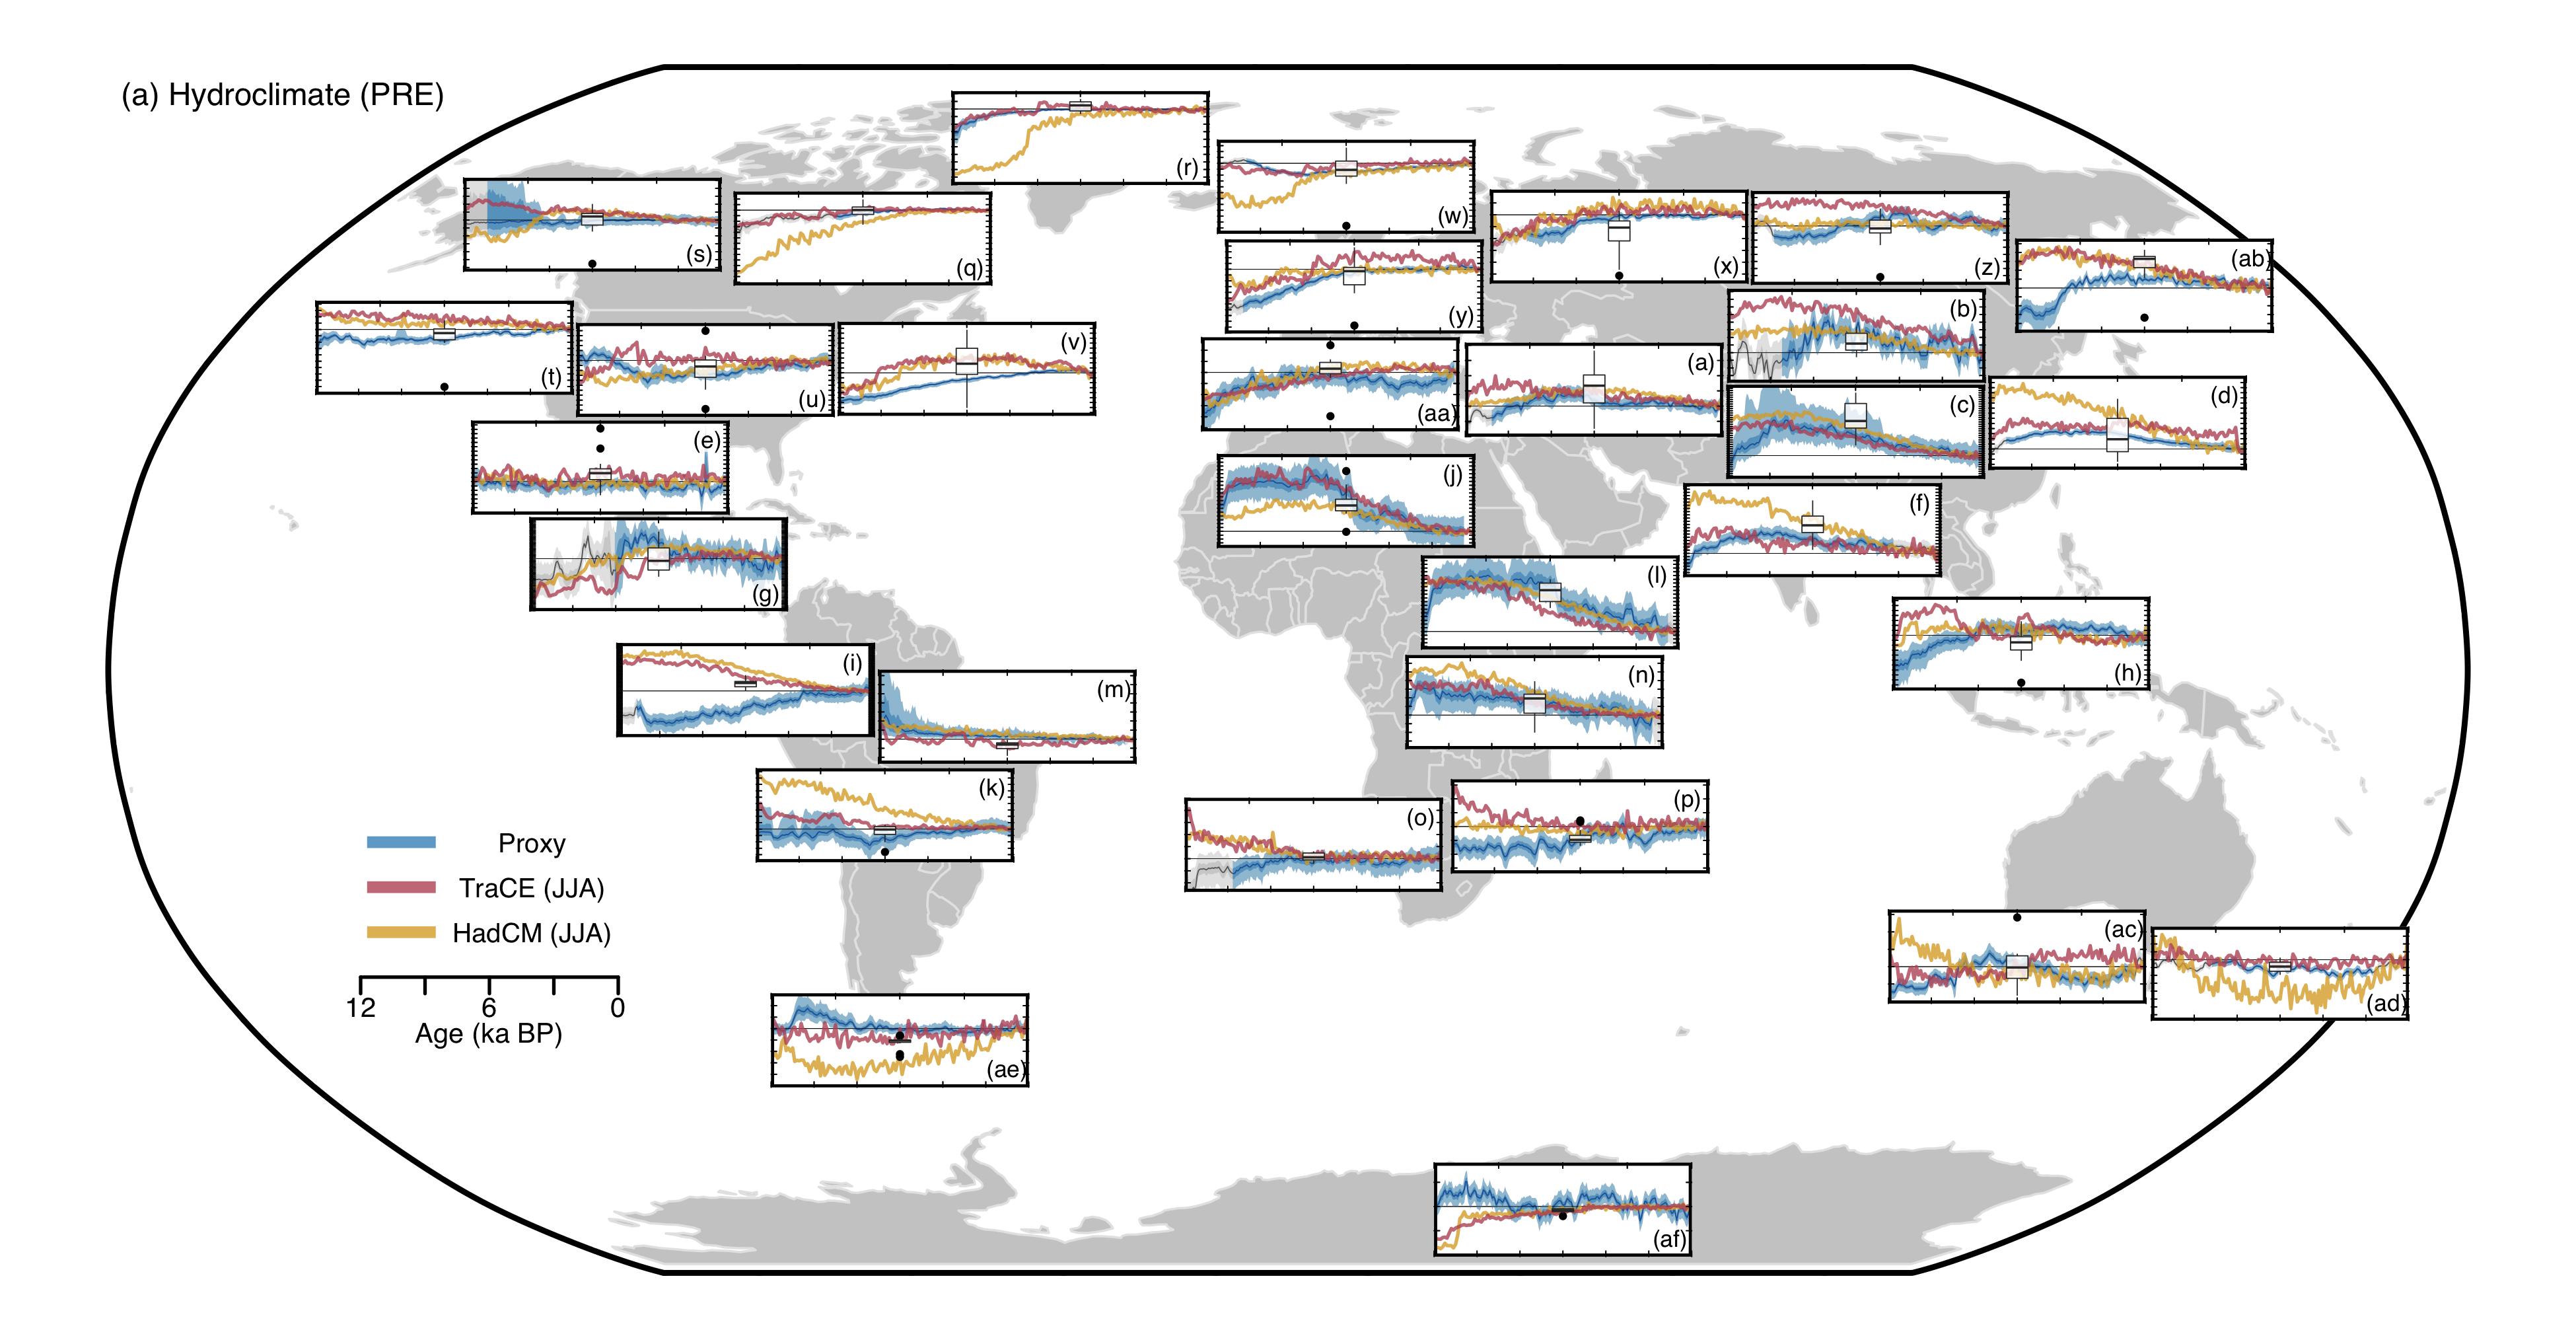 (a) Hydroclimate (PRE)
(r)
(w)
(s)
(q)
(x)
(z)
(ab)
(y)
(b)
(t)
(u)
(v)
(aa)
(a)
(c)
(d)
(e)
(j)
(f)
(g)
(l)
(i)
(m)
(n)
(h)
(k)
(o)
(p)
Proxy
TraCE (JJA)
HadCM (JJA)
12 6 0
Age (ka BP)
(ac)
(ad)
(ae)
(af)